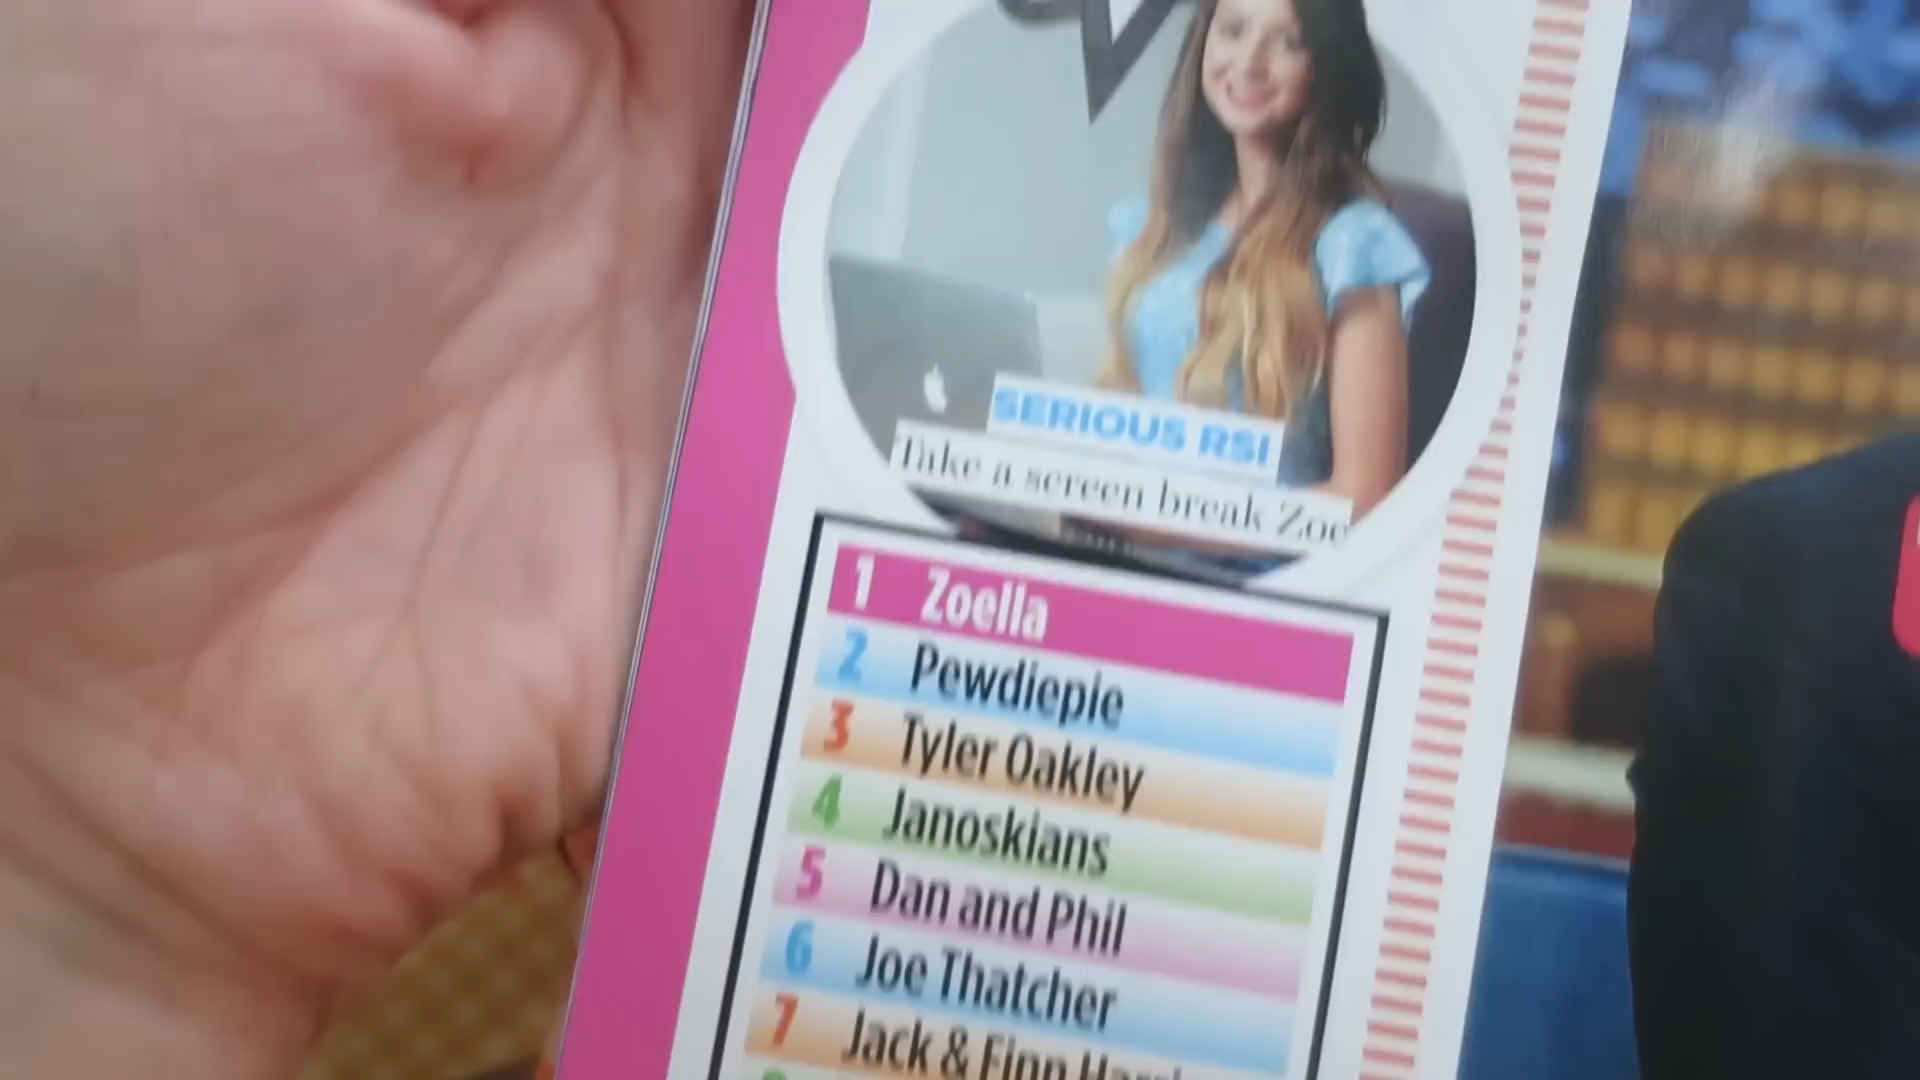 SERIOUS RSI
Take a screen break Zoe
1 Zoella
2 Pewdiepie
3 Tyler Oakley
4 Janoskians
5 Dan and Phil
6 Joe Thatcher
7 Jack & Finn